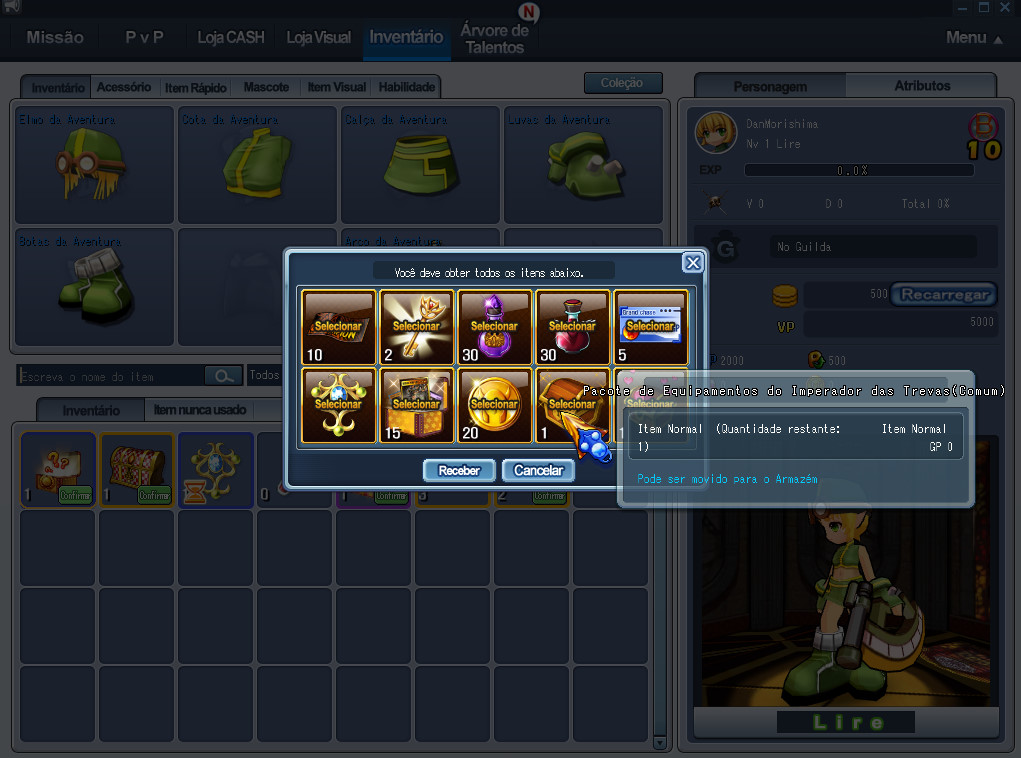 N
Missão
P v P
Loja CASH
Loja Visual
Inventário
Árvore de
Talentos
Menu
Inventário
Acessório
Item Rápido
Mascote
Item Visual
Habilidade
Coleção
Personagem
Atributos
Elmo da Aventura
Cota da Aventura
Calça da Aventura
Luvas da Aventura
DanMorishima
Nv 1 Lire
B
10
EXP
0.0%
V 0
D 0
Total 0%
Botas da Aventura
Arco da Aventura
G
No Guilda
500
Recarregar
VP
5000
2000
500
Você deve obter todos os itens abaixo.
Selecionar
10
Selecionar
2
Selecionar
30
Selecionar
30
Grand chase
Selecionar
5
Selecionar
Selecionar
15
Selecionar
20
Selecionar
1
Selecionar
1
Receber
Cancelar
Pacote de Equipamentos do Imperador das Trevas(Comum)
Item Normal (Quantidade restante:
1)
Item Normal
GP 0
Pode ser movido para o Armazém
Escreva o nome do item
Todos
Inventário
Item nunca usado
1
Confirma
1
Confirma
0
1
Confirma
3
2
Confirma
Lire